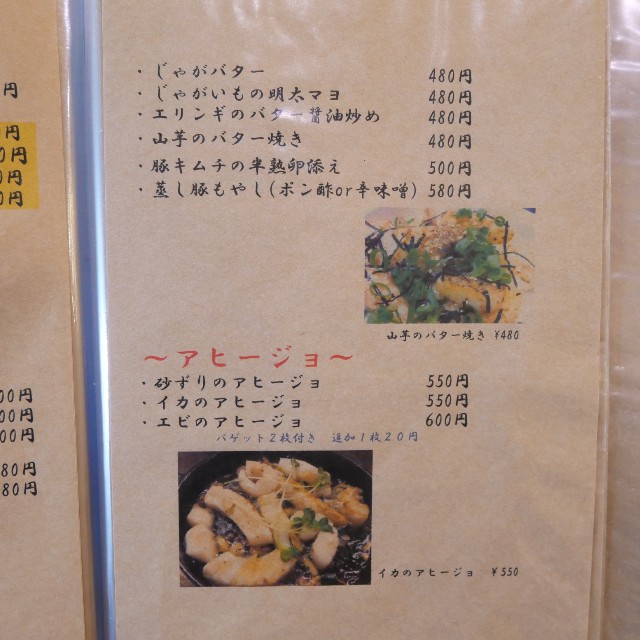 ・じゃがバター 480円
・じゃがいもの明太マヨ 480円
・エリンギのバター醤油炒め 480円
・山芋のバター焼き 480円
・豚キムチの半熟卵添え 500円
・蒸し豚もやし(ポン酢or辛味噌) 580円
山芋のバター焼き ¥480
〜アヒージョ〜
・砂ずりのアヒージョ 550円
・イカのアヒージョ 550円
・エビのアヒージョ 600円
バゲット2枚付き 追加1枚20円
イカのアヒージョ ¥550